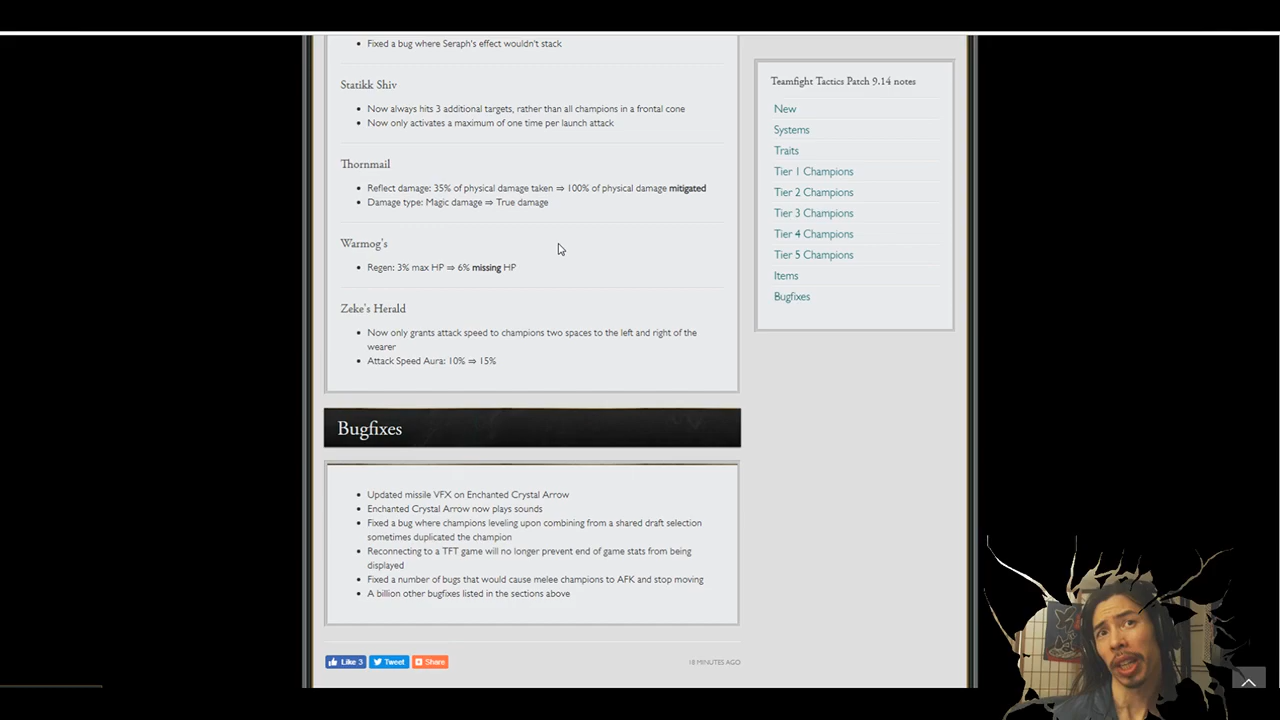 Fixed a bug where Seraph's effect wouldn't stack
Statikk Shiv
Now always hits 3 additional targets, rather than all champions in a frontal cone
Now only activates a maximum of one time per launch attack
Thornmail
Reflect damage: 35% of physical damage taken ⇒ 100% of physical damage mitigated
Damage type: Magic damage ⇒ True damage
Warmog's
Regen: 3% max HP ⇒ 6% missing HP
Zeke's Herald
Now only grants attack speed to champions two spaces to the left and right of the
wearer
Attack Speed Aura: 10% ⇒ 15%
Bugfixes
Updated missile VFX on Enchanted Crystal Arrow
Enchanted Crystal Arrow now plays sounds
Fixed a bug where champions leveling upon combining from a shared draft selection
sometimes duplicated the champion
Reconnecting to a TFT game will no longer prevent end of game stats from being
displayed
Fixed a number of bugs that would cause melee champions to AFK and stop moving
A billion other bugfixes listed in the sections above
Like 3 Tweet Share
18 MINUTES AGO
Teamfight Tactics Patch 9.14 notes
New
Systems
Traits
Tier 1 Champions
Tier 2 Champions
Tier 3 Champions
Tier 4 Champions
Tier 5 Champions
Items
Bugfixes